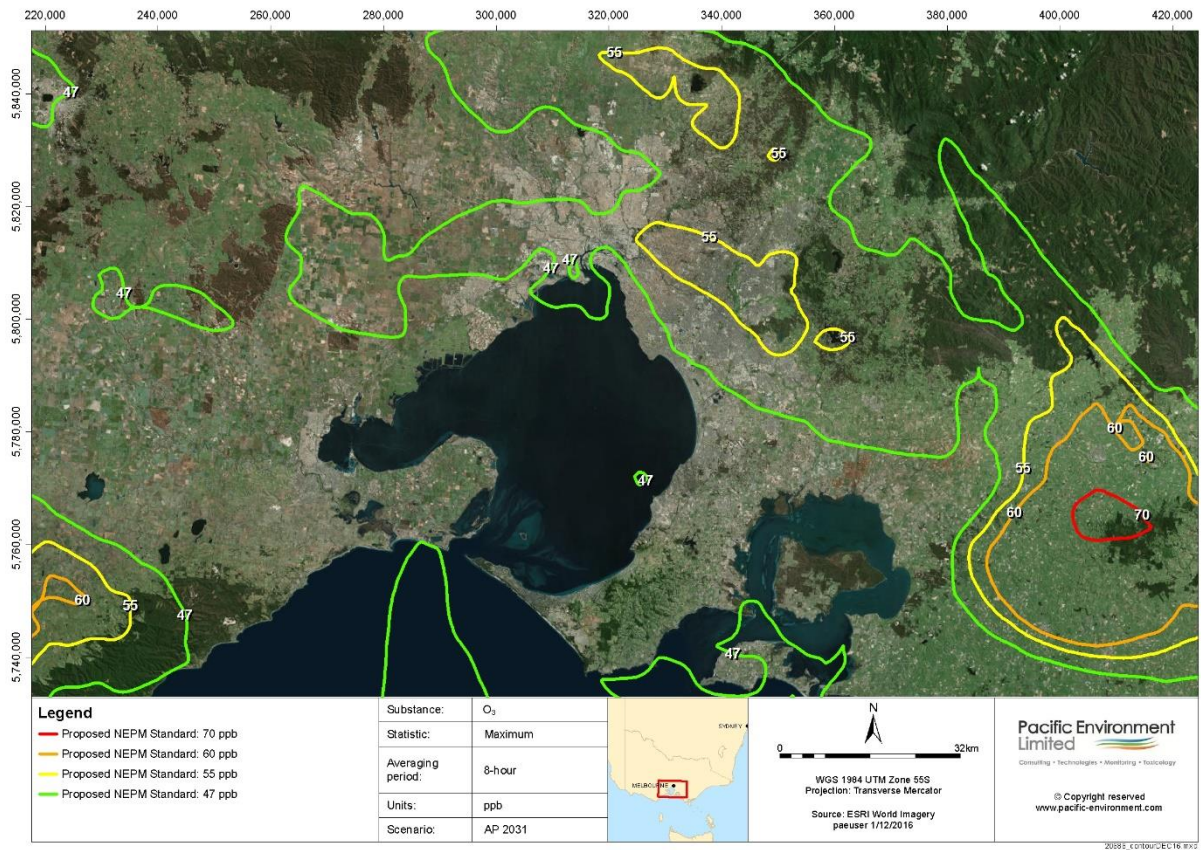 220,000 240,000 260,000 280,000 300,000 320,000 340,000 360,000 380,000 400,000 420,000
5,840,000
5,820,000
5,800,000
5,780,000
5,760,000
5,740,000
47
55
55
55
47
47
47
55
55
60
60
55
60
70
47
60
55
47
47
Legend
Proposed NEPM Standard: 70 ppb
Proposed NEPM Standard: 60 ppb
Proposed NEPM Standard: 55 ppb
Proposed NEPM Standard: 47 ppb
Substance: O₃
Statistic: Maximum
Averaging
period: 8-hour
Units: ppb
Scenario: AP 2031
SYDNEY
MELBOURNE
N
0 32km
WGS 1984 UTM Zone 55S
Projection: Transverse Mercator
Source: ESRI World Imagery
paeuser 1/12/2016
Pacific Environment
Limited
Consulting • Technologies • Monitoring • Toxicology
© Copyright reserved
www.pacific-environment.com